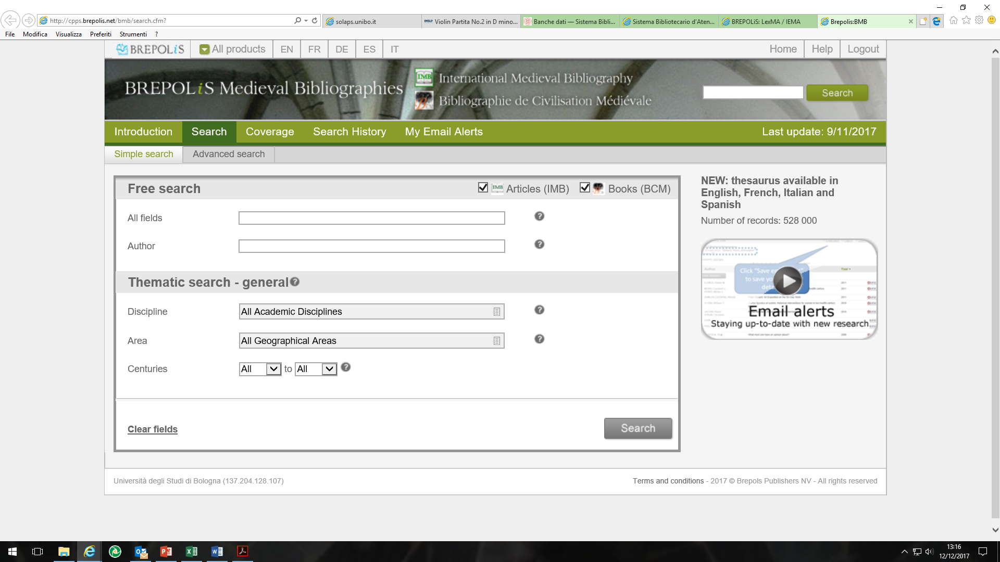 http://cpps.brepolis.net/bmb/search.cfm?
solaps.unibo.it
IMSLP Violin Partita No.2 in D mino...
Banche dati — Sistema Bibli...
Sistema Bibliotecario d'Aten...
BREPOLiS: LexMA / IEMA
Brepolis:BMB
File Modifica Visualizza Preferiti Strumenti ?
BREPOLiS All products EN FR DE ES IT Home Help Logout
BREPOLiS Medieval Bibliographies
IMB International Medieval Bibliography
Bibliographie de Civilisation Médiévale
Search
Introduction Search Coverage Search History My Email Alerts Last update: 9/11/2017
Simple search Advanced search
Free search IMB Articles (IMB) Books (BCM)
All fields ?
Author ?
Thematic search - general ?
Discipline All Academic Disciplines ?
Area All Geographical Areas ?
Centuries All to All ?
Clear fields Search
NEW: thesaurus available in
English, French, Italian and
Spanish
Number of records: 528 000
Click "Save
to save yo
Email alerts
Staying up-to-date with new research
Università degli Studi di Bologna (137.204.128.107)
Terms and conditions - 2017 © Brepols Publishers NV - All rights reserved
13:16
12/12/2017